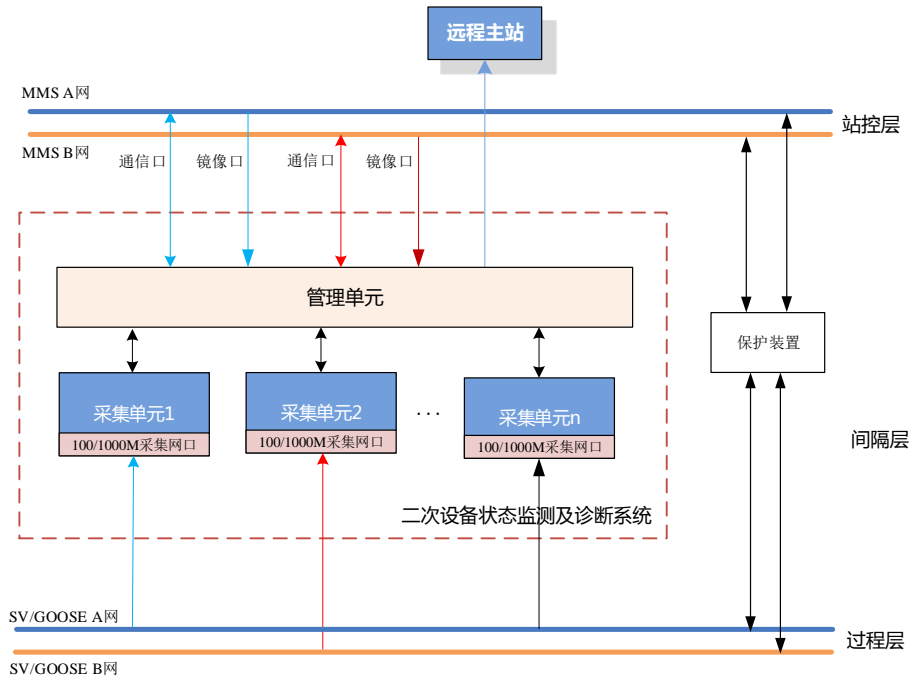 远程主站
MMS A网
站控层
MMS B网
通信口
镜像口
通信口
镜像口
管理单元
保护装置
采集单元1
采集单元2
···
采集单元n
100/1000M采集网口
100/1000M采集网口
100/1000M采集网口
间隔层
二次设备状态监测及诊断系统
SV/GOOSE A网
过程层
SV/GOOSE B网